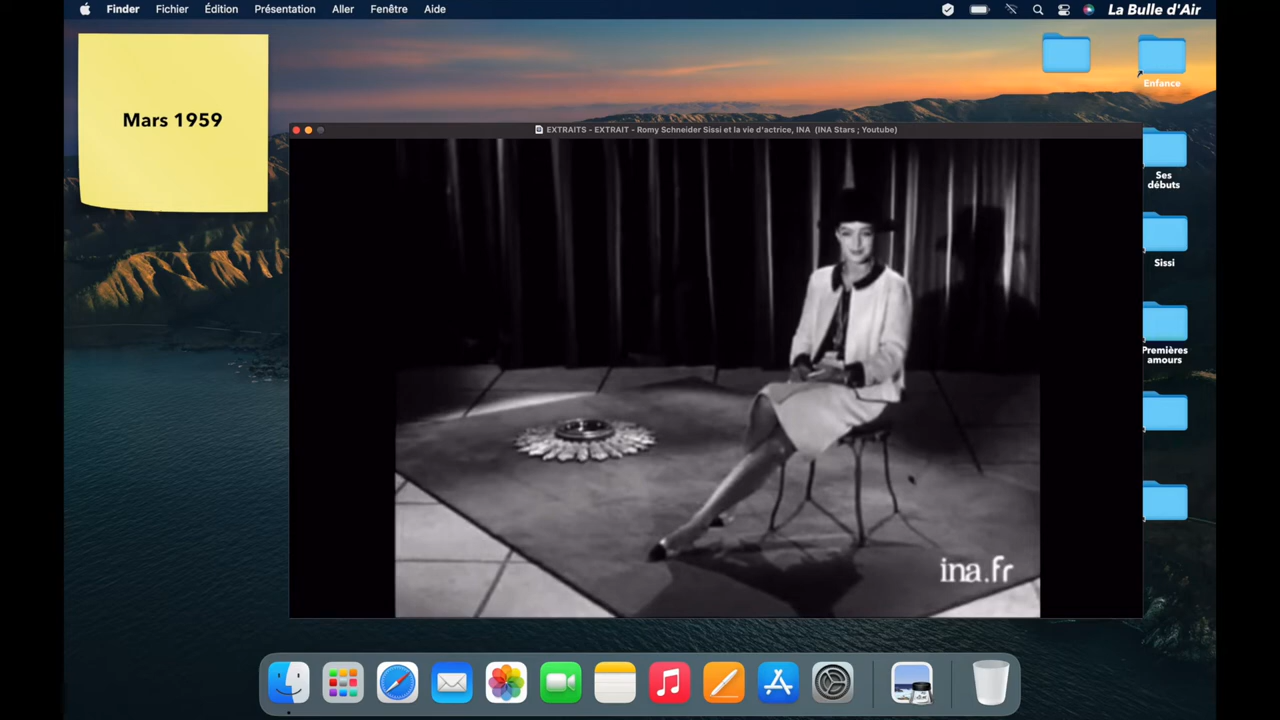 Finder Fichier Édition Présentation Aller Fenêtre Aide La Bulle d'Air
Mars 1959
EXTRAITS - EXTRAIT - Romy Schneider Sissi et la vie d'actrice, INA (INA Stars ; Youtube)
Enfance
Ses
débuts
Sissi
Premières
amours
ina.fr